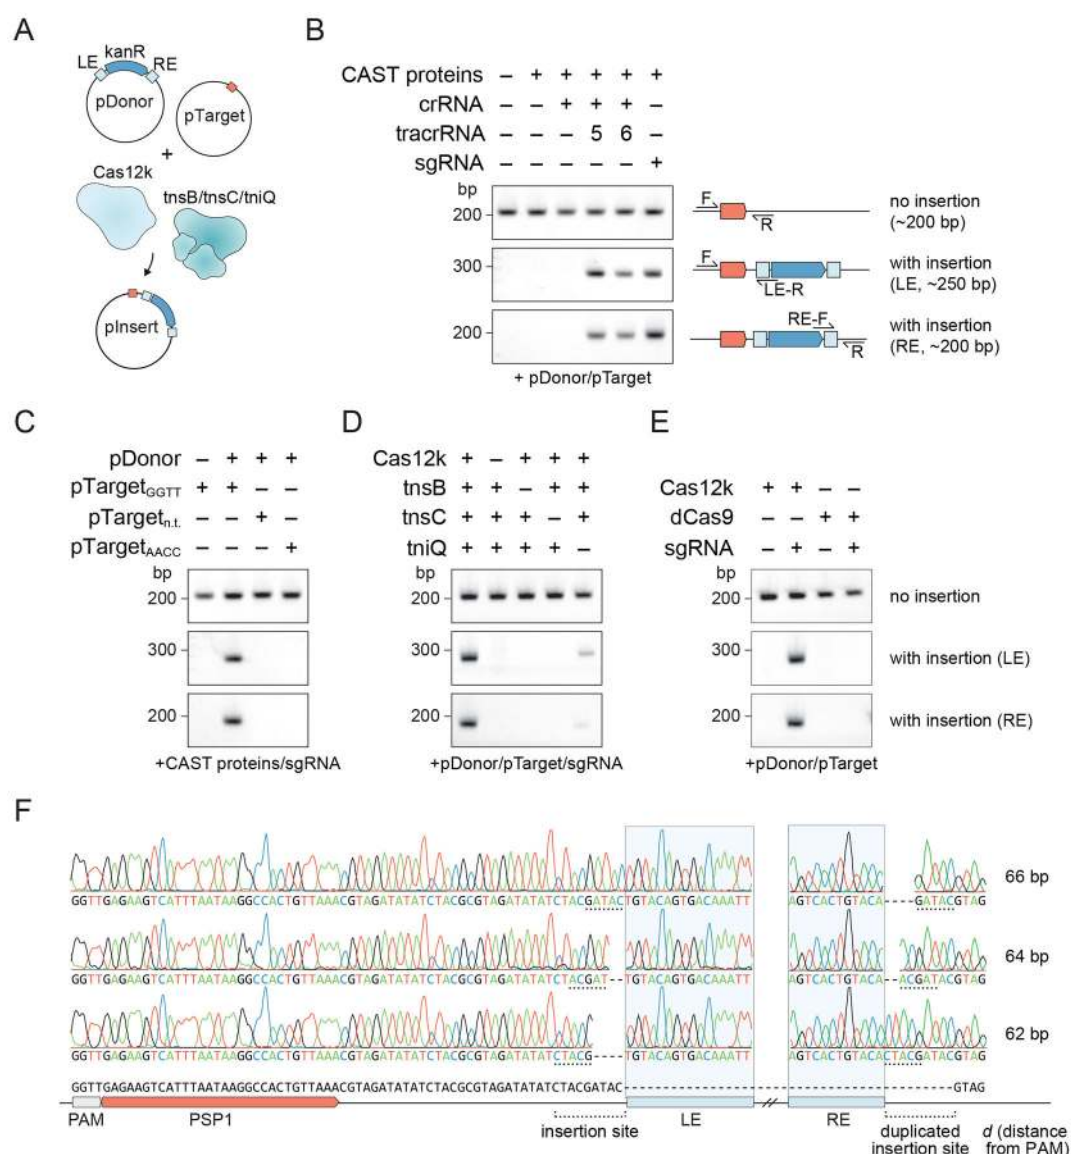 A
LE kanR RE
pDonor
pTarget
+
Cas12k
tnsB/tnsC/tniQ
pInsert
B
CAST proteins – + + + + +
crRNA – – + + + –
tracrRNA – – – 5 6 –
sgRNA – – – – – +
bp
200
300
200
+ pDonor/pTarget
F
R
no insertion
(~200 bp)
F
LE-R
with insertion
(LE, ~250 bp)
RE-F
R
with insertion
(RE, ~200 bp)
C
pDonor – + + +
pTargetGGTT + + – –
pTargetn.t. – – + –
pTargetAACC – – – +
bp
200
300
200
+CAST proteins/sgRNA
D
Cas12k + – + + +
tnsB + + – + +
tnsC + + + – +
tniQ + + + + –
bp
200
300
200
+pDonor/pTarget/sgRNA
E
Cas12k + + – –
dCas9 – – + +
sgRNA – + – +
bp
200
300
200
+pDonor/pTarget
no insertion
with insertion (LE)
with insertion (RE)
F
66 bp
GGTTGAGAAGTCATTTAATAAGGCCACTGTTAAACGTAGATATATCTACGCGTAGATATATCTACGATACTGTACAGTGACAAATT AGTCACTGTACA----GATACGTAG
64 bp
GGTTGAGAAGTCATTTAATAAGGCCACTGTTAAACGTAGATATATCTACGCGTAGATATATCTACGAT--TGTACAGTGACAAATT AGTCACTGTACA--ACGATACGTAG
62 bp
GGTTGAGAAGTCATTTAATAAGGCCACTGTTAAACGTAGATATATCTACGCGTAGATATATCTACG----TGTACAGTGACAAATT AGTCACTGTACACTACGATACGTAG
GGTTGAGAAGTCATTTAATAAGGCCACTGTTAAACGTAGATATATCTACGCGTAGATATATCTACGATAC------------------------------------GTAG
PAM PSP1 insertion site LE // RE duplicated insertion site d (distance from PAM)